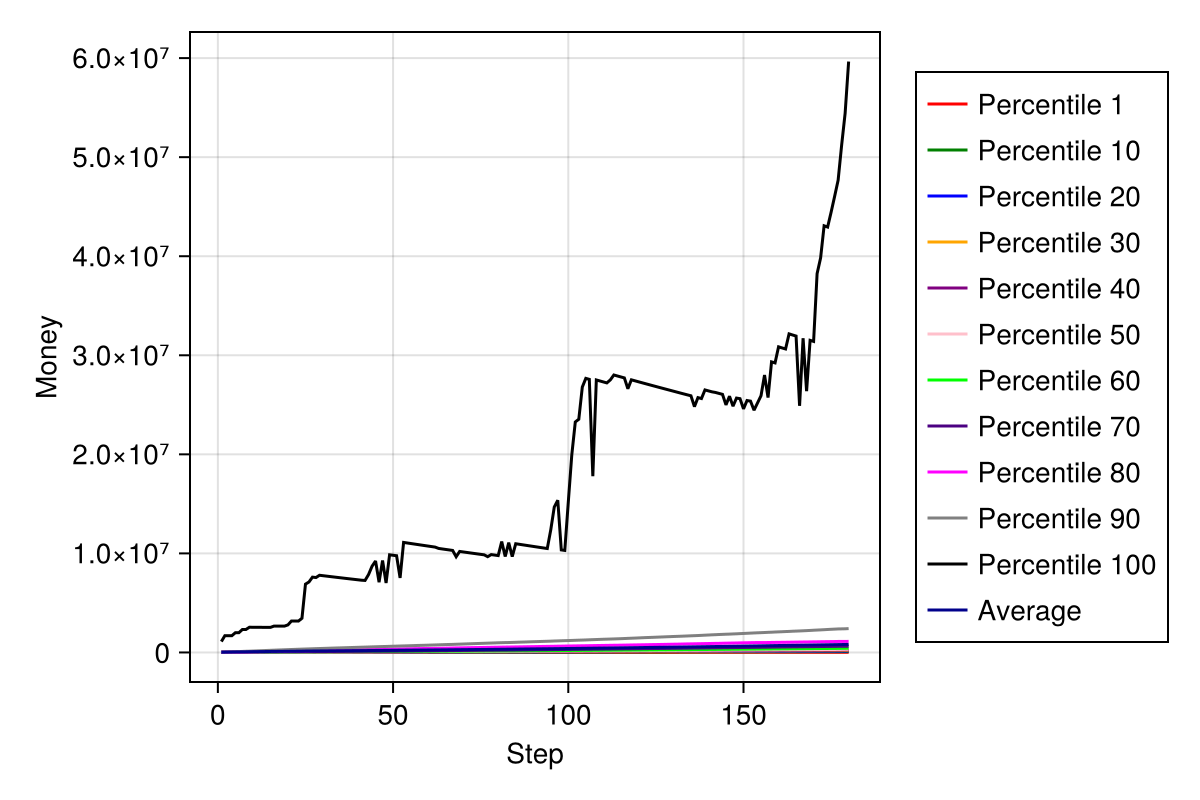 6.0×10⁷
5.0×10⁷
4.0×10⁷
3.0×10⁷
2.0×10⁷
1.0×10⁷
0
Money
0
50
100
150
Step
Percentile 1
Percentile 10
Percentile 20
Percentile 30
Percentile 40
Percentile 50
Percentile 60
Percentile 70
Percentile 80
Percentile 90
Percentile 100
Average